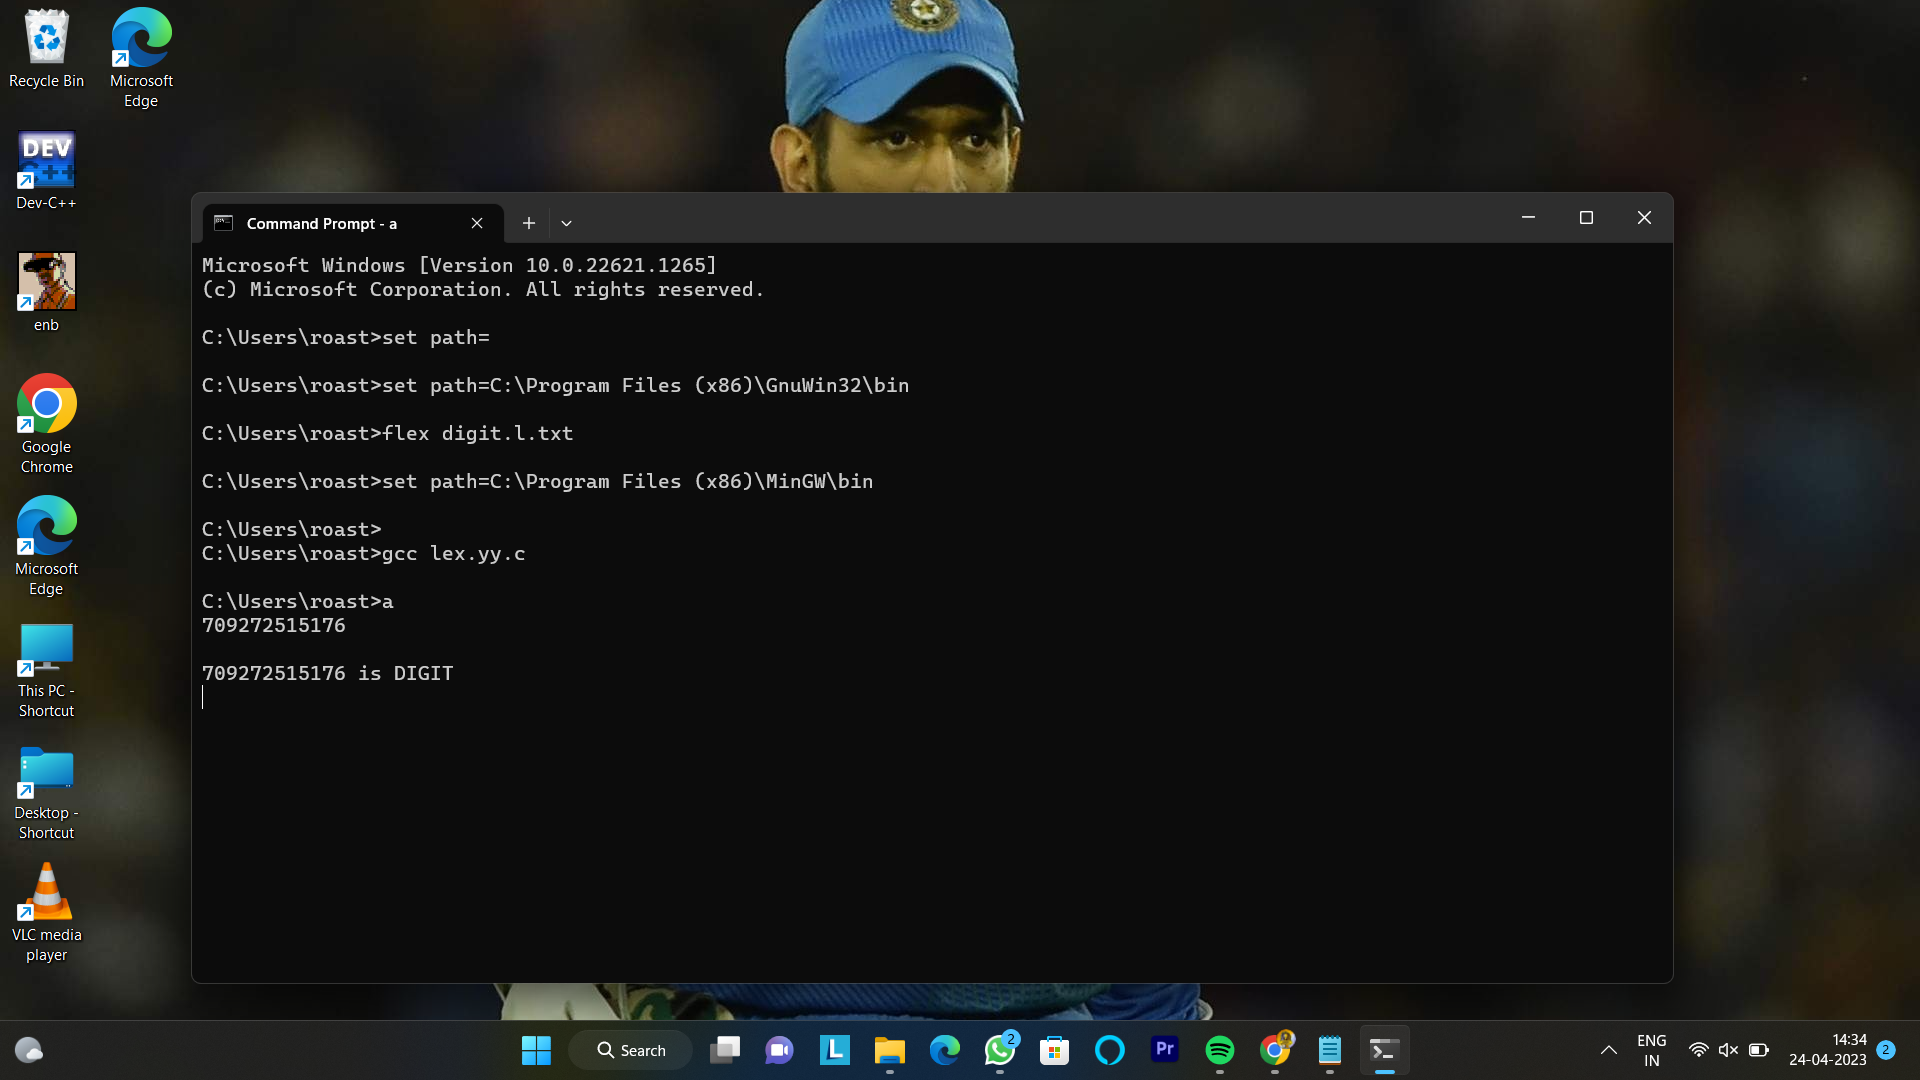 Recycle Bin
Microsoft
Edge
DEV
C++
Dev-C++
enb
Google
Chrome
Microsoft
Edge
This PC -
Shortcut
Desktop -
Shortcut
VLC media
player
Command Prompt - a
Microsoft Windows [Version 10.0.22621.1265]
(c) Microsoft Corporation. All rights reserved.
C:\Users\roast>set path=
C:\Users\roast>set path=C:\Program Files (x86)\GnuWin32\bin
C:\Users\roast>flex digit.l.txt
C:\Users\roast>set path=C:\Program Files (x86)\MinGW\bin
C:\Users\roast>
C:\Users\roast>gcc lex.yy.c
C:\Users\roast>a
709272515176
709272515176 is DIGIT
Search
L
2
Pr
ENG
IN
14:34
24-04-2023
2